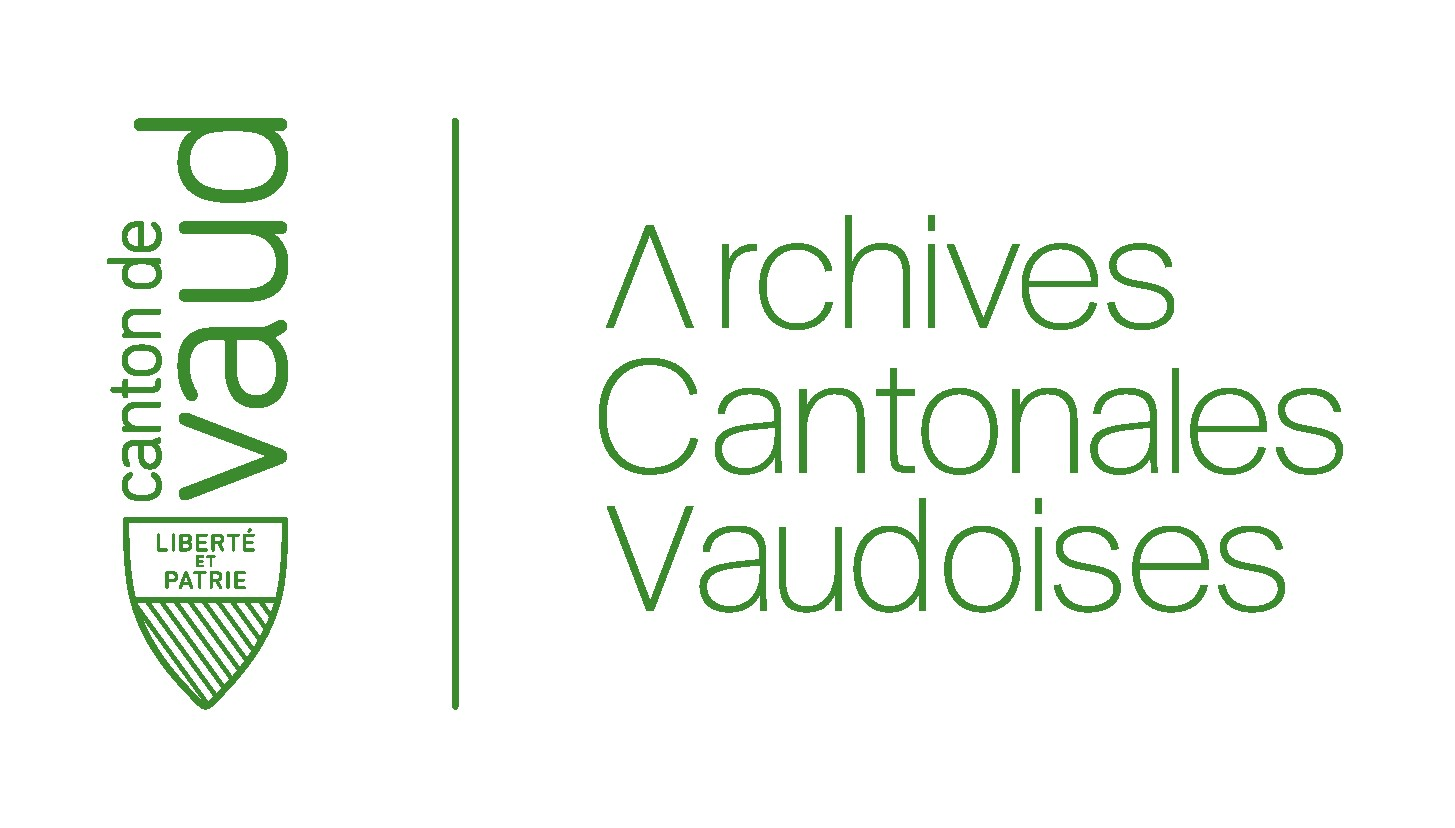 canton de
vaud
LIBERTÉ
ET
PATRIE
Archives
Cantonales
Vaudoises